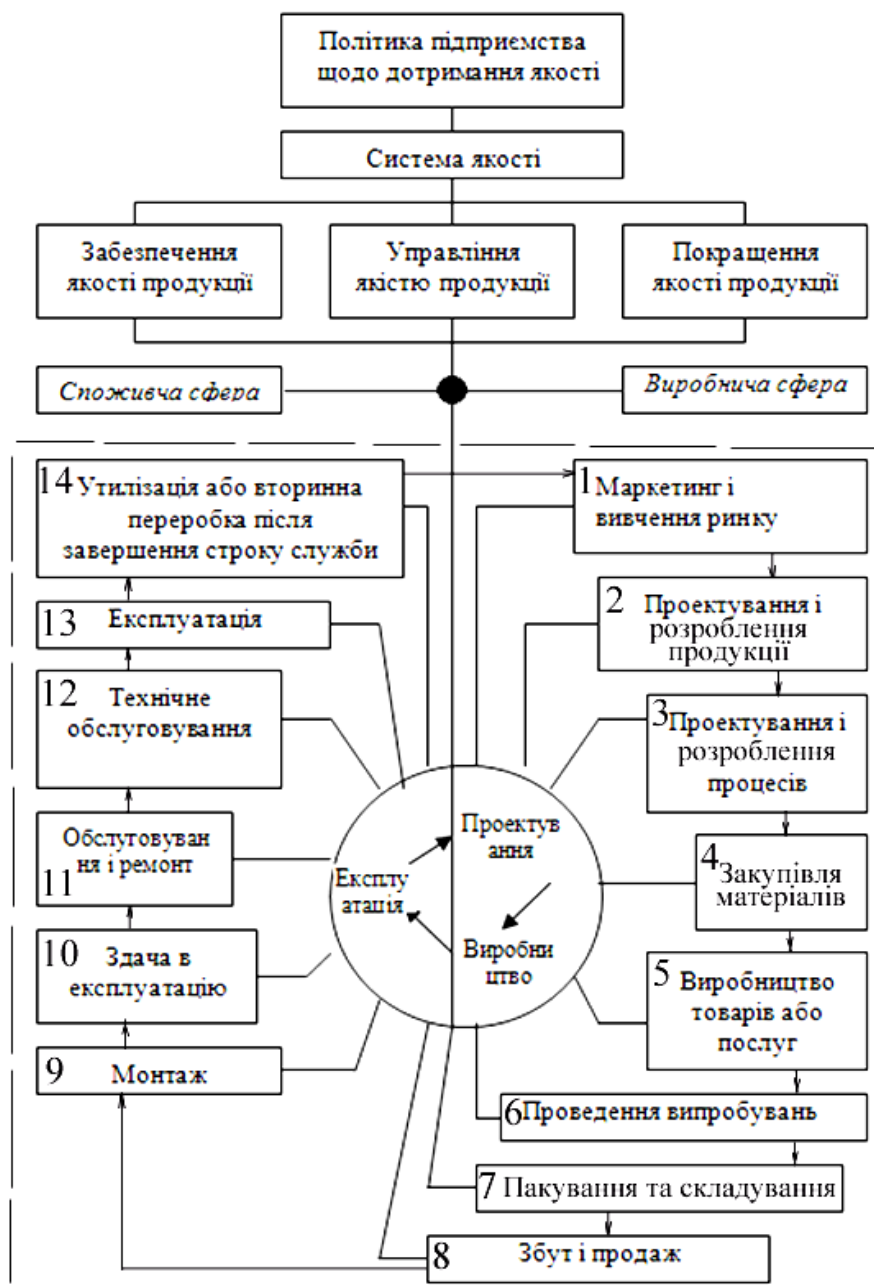 Політика підприємства
щодо дотримання якості
Система якості
Забезпечення
якості продукції
Управління
якістю продукції
Покращення
якості продукції
Споживча сфера
Виробнича сфера
14 Утилізація або вторинна
переробка після
завершення строку служби
1 Маркетинг і
вивчення ринку
2 Проектування і
розроблення
продукції
13 Експлуатація
12 Технічне
обслуговування
3 Проектування і
розроблення
процесів
Обслуговуван
ня і ремонт
11
4 Закупівля
матеріалів
10 Здача в
експлуатацію
5 Виробництво
товарів або
послуг
9 Монтаж
6 Проведення випробувань
7 Пакування та складування
8 Збут і продаж
Проектув
ання
Експлу
атація
Виробни
цтво